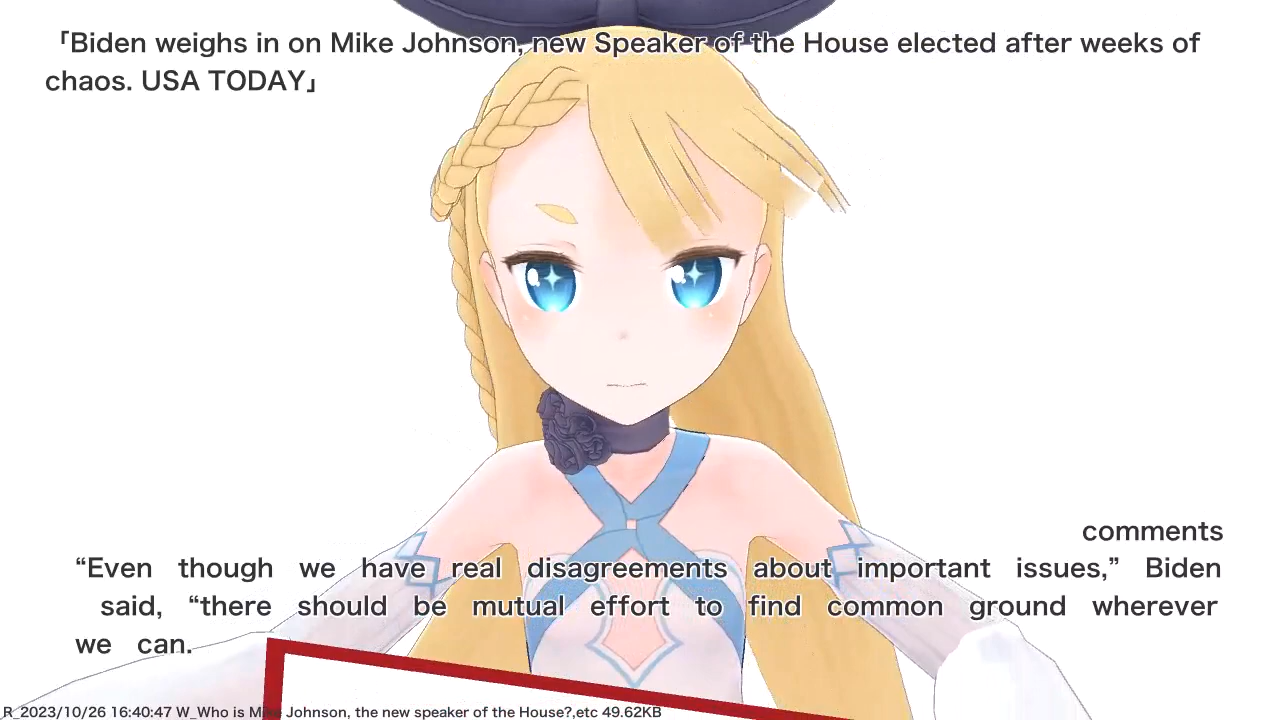 「Biden weighs in on Mike Johnson, new Speaker of the House elected after weeks of
chaos. USA TODAY」
comments
“Even though we have real disagreements about important issues,” Biden
said, “there should be mutual effort to find common ground wherever
we can.
R_2023/10/26 16:40:47 W_Who is Mike Johnson, the new speaker of the House?,etc 49.62KB